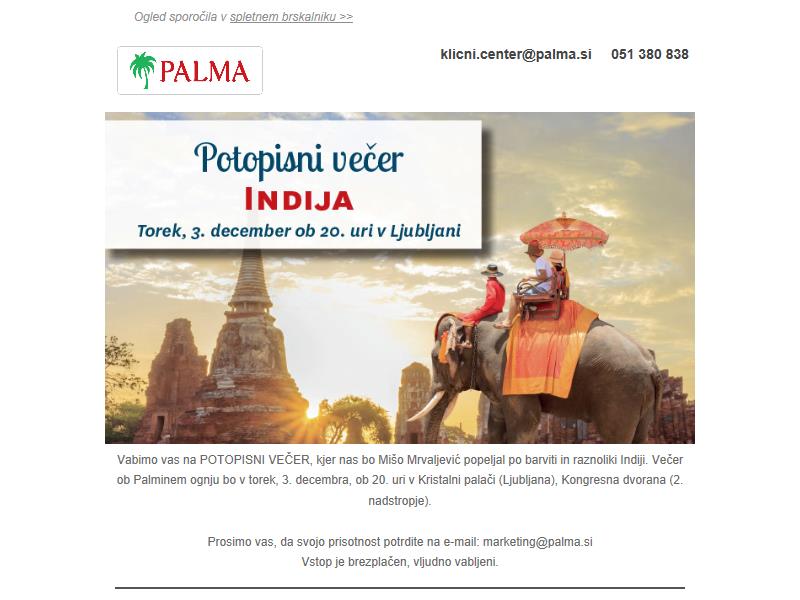 Ogled sporočila v spletnem brskalniku >>
PALMA
klicni.center@palma.si 051 380 838
Potopisni večer
INDIJA
Torek, 3. december ob 20. uri v Ljubljani
Vabimo vas na POTOPISNI VEČER, kjer nas bo Mišo Mrvaljević popeljal po barviti in raznoliki Indiji. Večer
ob Palminem ognju bo v torek, 3. decembra, ob 20. uri v Kristalni palači (Ljubljana), Kongresna dvorana (2.
nadstropje).
Prosimo vas, da svojo prisotnost potrdite na e-mail: marketing@palma.si
Vstop je brezplačen, vljudno vabljeni.